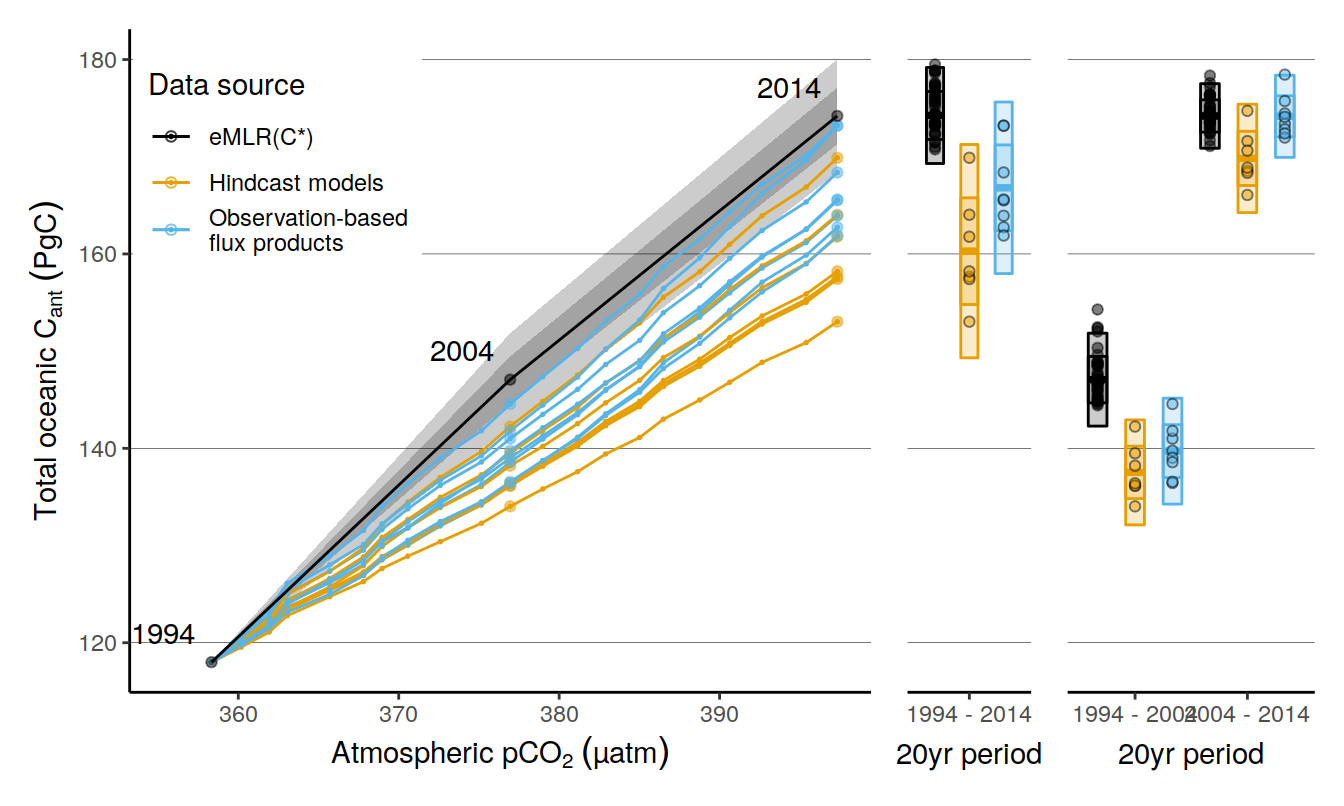 180
160
140
120
Total oceanic Cant (PgC)
Data source
eMLR(C*)
Hindcast models
Observation-based
flux products
1994
2004
2014
360
370
380
390
Atmospheric pCO2 (µatm)
1994 - 2014
20yr period
1994 - 2004
2004 - 2014
20yr period